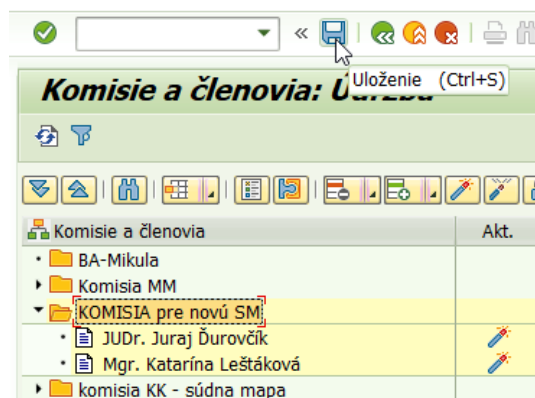 «
Uloženie (Ctrl+S)
Komisie a členovia: Údržba
Komisie a členovia Akt.
BA-Mikula
Komisia MM
KOMISIA pre novú SM
JUDr. Juraj Ďurovčík
Mgr. Katarína Leštáková
komisia KK - súdna mapa